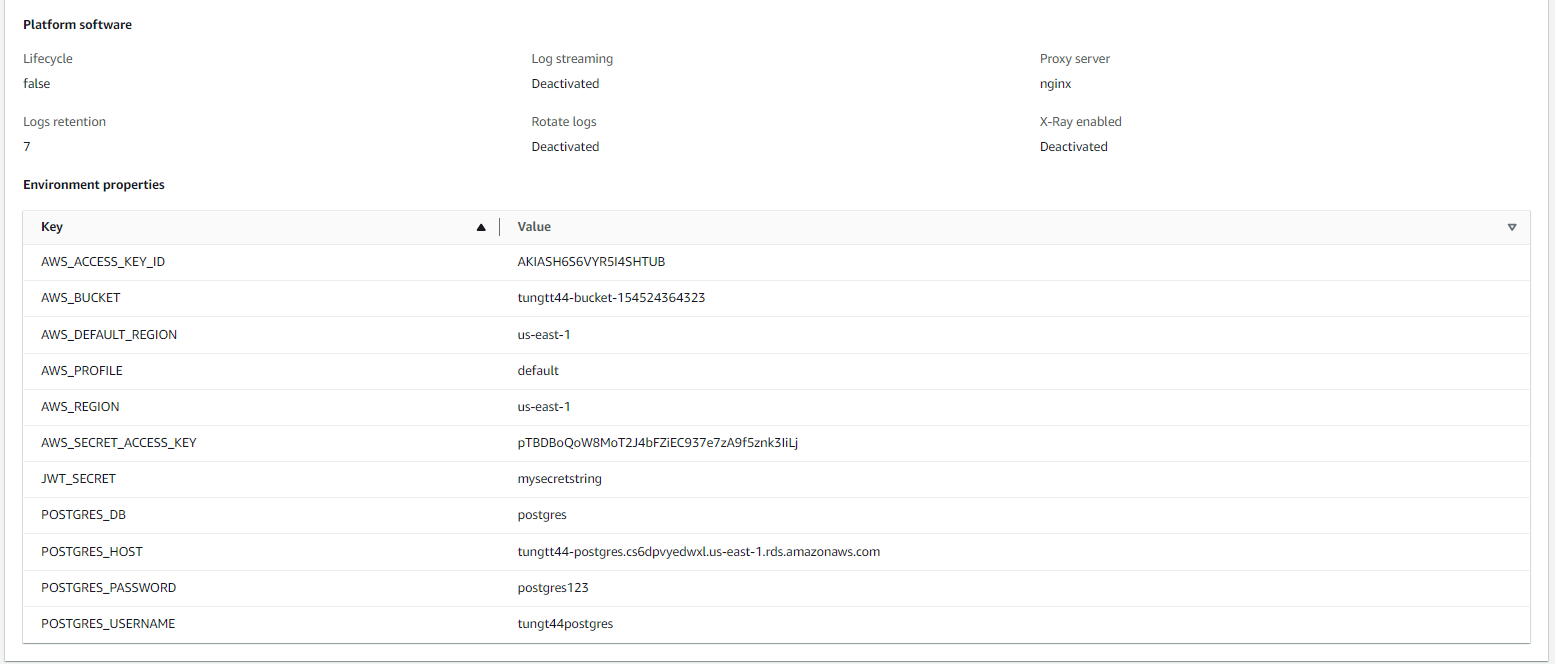 Platform software
Lifecycle
Log streaming
Proxy server
false
Deactivated
nginx
Logs retention
Rotate logs
X-Ray enabled
7
Deactivated
Deactivated
Environment properties
Key Value
AWS_ACCESS_KEY_ID AKIASH6S6VYR5I4SHTUB
AWS_BUCKET tungtt44-bucket-154524364323
AWS_DEFAULT_REGION us-east-1
AWS_PROFILE default
AWS_REGION us-east-1
AWS_SECRET_ACCESS_KEY pTBDBoQoW8MoT2J4bFZiEC937e7zA9f5znk3IiLj
JWT_SECRET mysecretstring
POSTGRES_DB postgres
POSTGRES_HOST tungtt44-postgres.cs6dpvyedwxl.us-east-1.rds.amazonaws.com
POSTGRES_PASSWORD postgres123
POSTGRES_USERNAME tungt44postgres